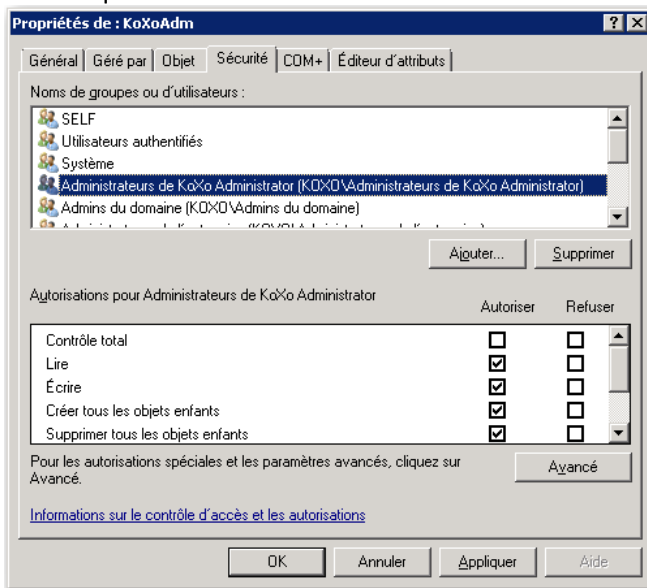 Propriétés de : KoXoAdm
Général Géré par Objet Sécurité COM+ Éditeur d'attributs
Noms de groupes ou d'utilisateurs :
SELF
Utilisateurs authentifiés
Système
Administrateurs de KoXo Administrator (KOXO\Administrateurs de KoXo Administrator)
Admins du domaine (KOXO\Admins du domaine)
Ajouter... Supprimer
Autorisations pour Administrateurs de KoXo Administrator Autoriser Refuser
Contrôle total
Lire
Écrire
Créer tous les objets enfants
Supprimer tous les objets enfants
Pour les autorisations spéciales et les paramètres avancés, cliquez sur
Avancé.
Avancé
Informations sur le contrôle d'accès et les autorisations
OK Annuler Appliquer Aide